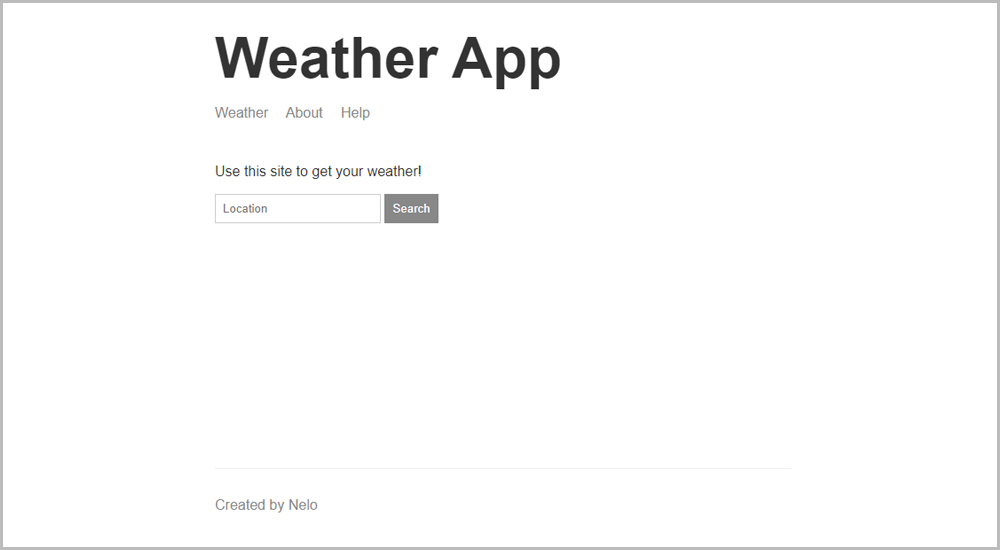 Weather App
Weather About Help
Use this site to get your weather!
Location Search
Created by Nelo